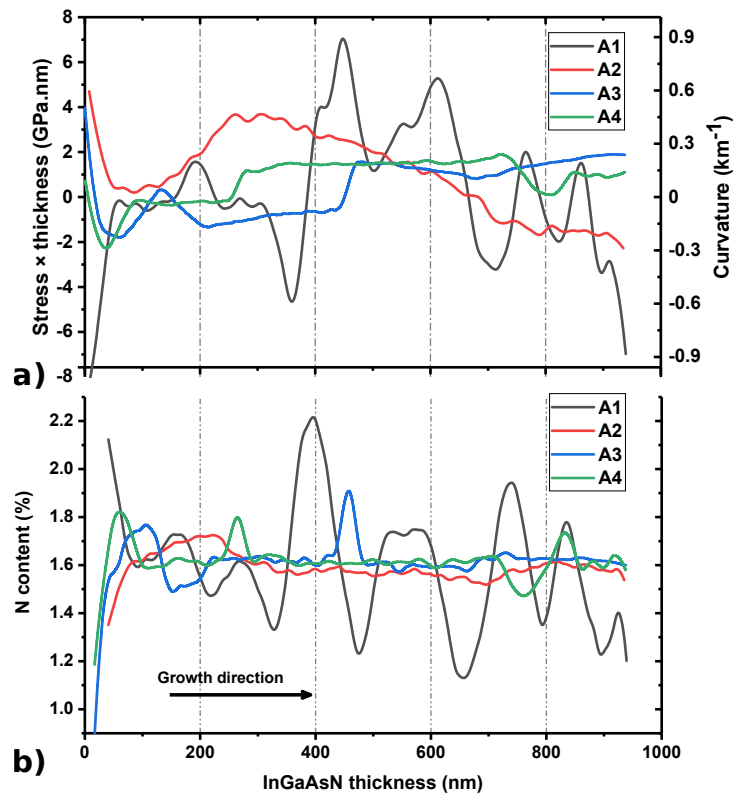 8
6
4
2
0
-2
-4
-6
-8
Stress × thickness (GPa.nm)
A1
A2
A3
A4
0.9
0.6
0.3
0
-0.3
-0.6
-0.9
Curvature (km⁻¹)
a)
2.2
2.0
1.8
1.6
1.4
1.2
1.0
N content (%)
A1
A2
A3
A4
Growth direction
0 200 400 600 800 1000
b)
InGaAsN thickness (nm)